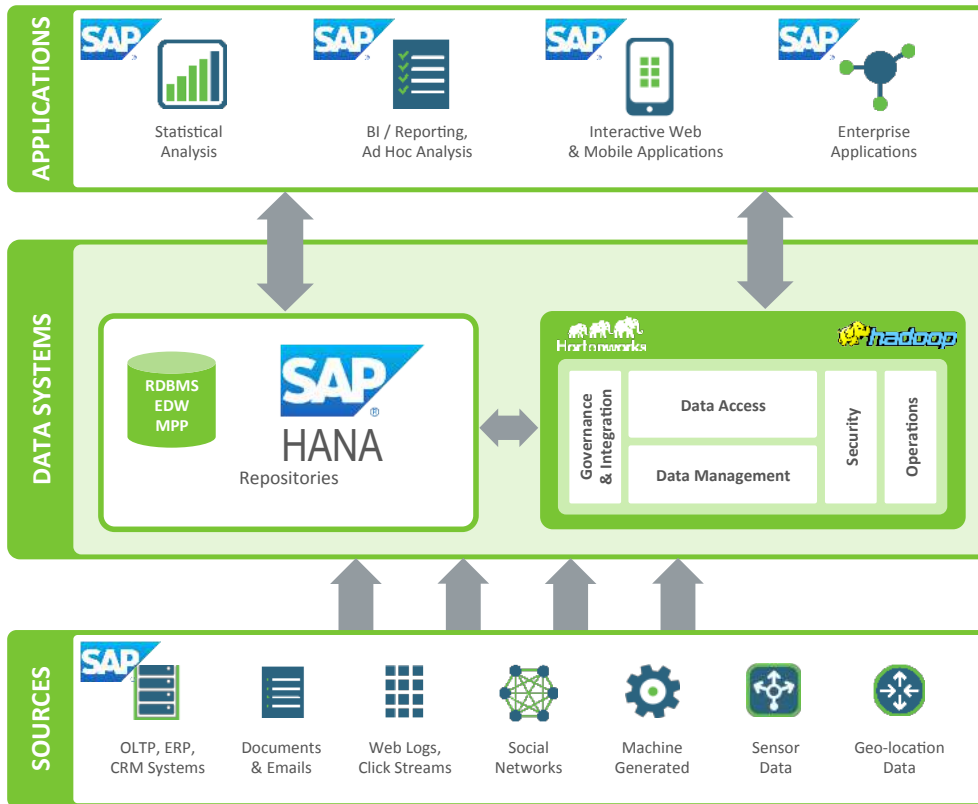 APPLICATIONS
SAP
SAP
SAP
SAP
Statistical
Analysis
BI / Reporting,
Ad Hoc Analysis
Interactive Web
& Mobile Applications
Enterprise
Applications
DATA SYSTEMS
RDBMS
EDW
MPP
SAP
®
HANA
Repositories
Hortonworks
hadoop
Governance
& Integration
Data Access
Data Management
Security
Operations
SOURCES
SAP
OLTP, ERP,
CRM Systems
Documents
& Emails
Web Logs,
Click Streams
Social
Networks
Machine
Generated
Sensor
Data
Geo-location
Data